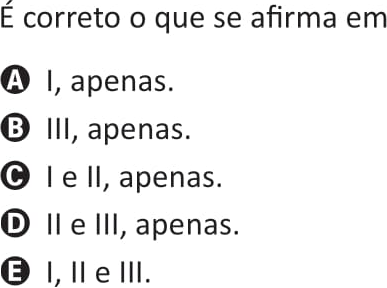 É correto o que se afirma em
A I, apenas.
B III, apenas.
C I e II, apenas.
D II e III, apenas.
E I, II e III.